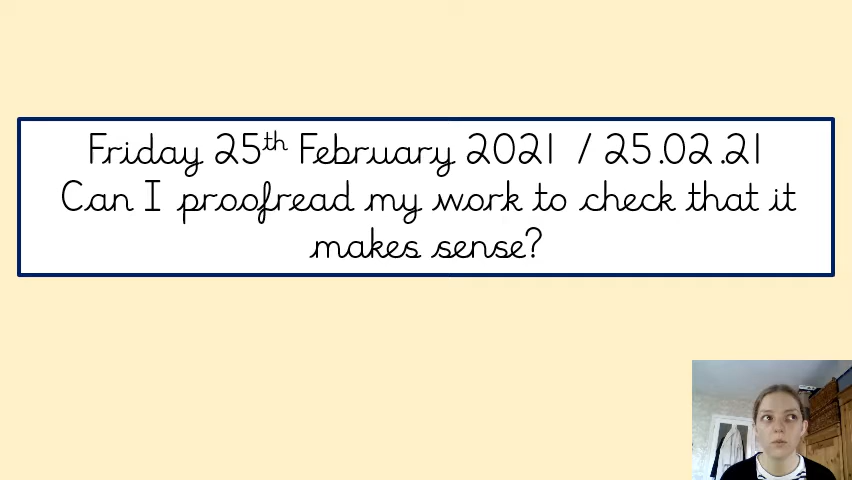 Friday 25th February 2021 / 25.02.21
Can I proofread my work to check that it
makes sense?